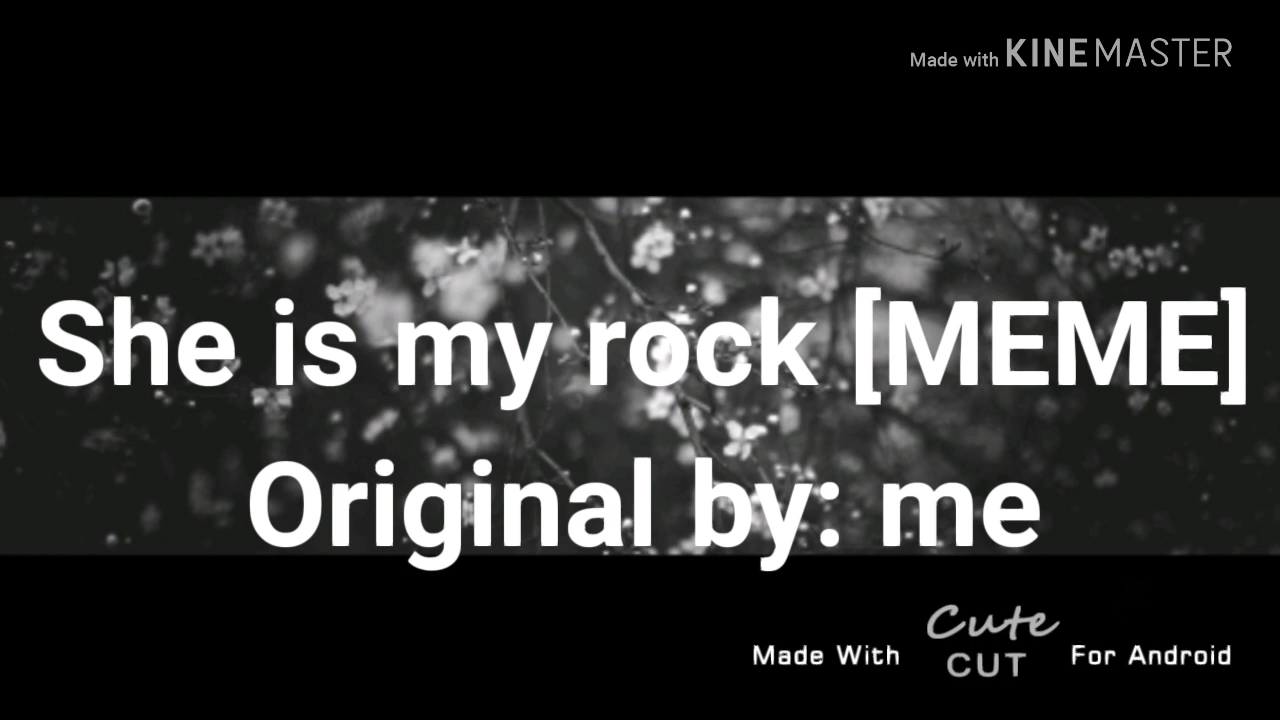 Made with KINEMASTER
She is my rock [MEME]
Original by: me
Cute
Made With CUT For Android